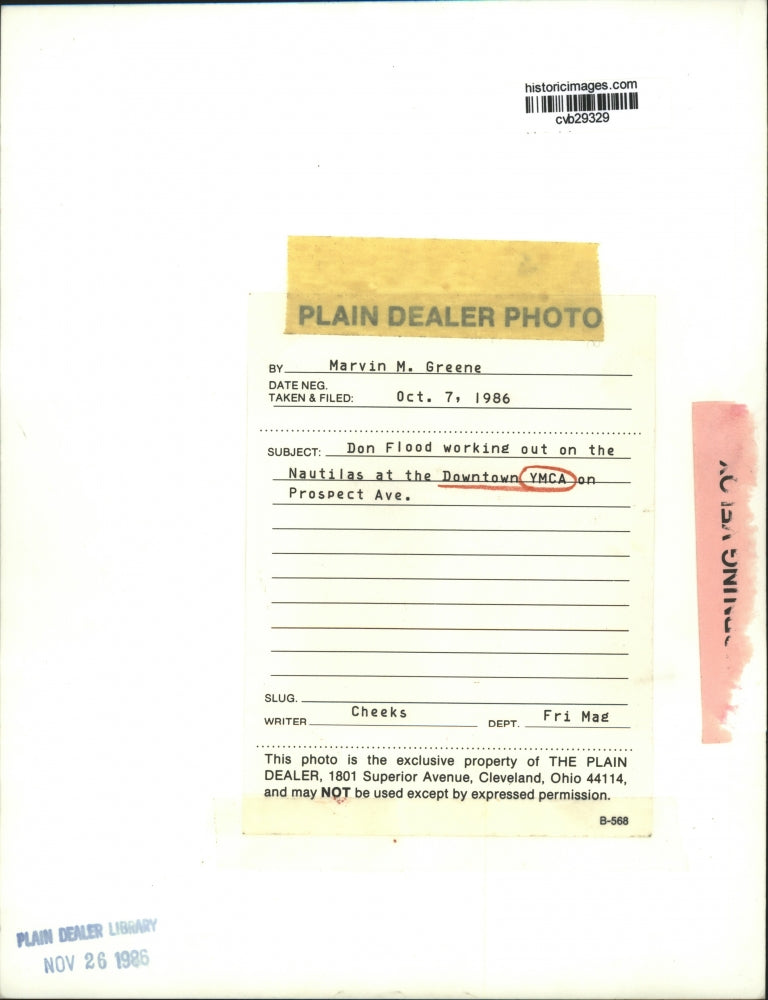 historicimages.com
cvb29329
PLAIN DEALER PHOTO
BY Marvin M. Greene
DATE NEG.
TAKEN & FILED: Oct. 7, 1986
SUBJECT: Don Flood working out on the
Nautilas at the Downtown YMCA on
Prospect Ave.
SLUG.
WRITER Cheeks DEPT. Fri Mag
This photo is the exclusive property of THE PLAIN
DEALER, 1801 Superior Avenue, Cleveland, Ohio 44114,
and may NOT be used except by expressed permission.
B-568
PLAIN DEALER LIBRARY
NOV 26 1986